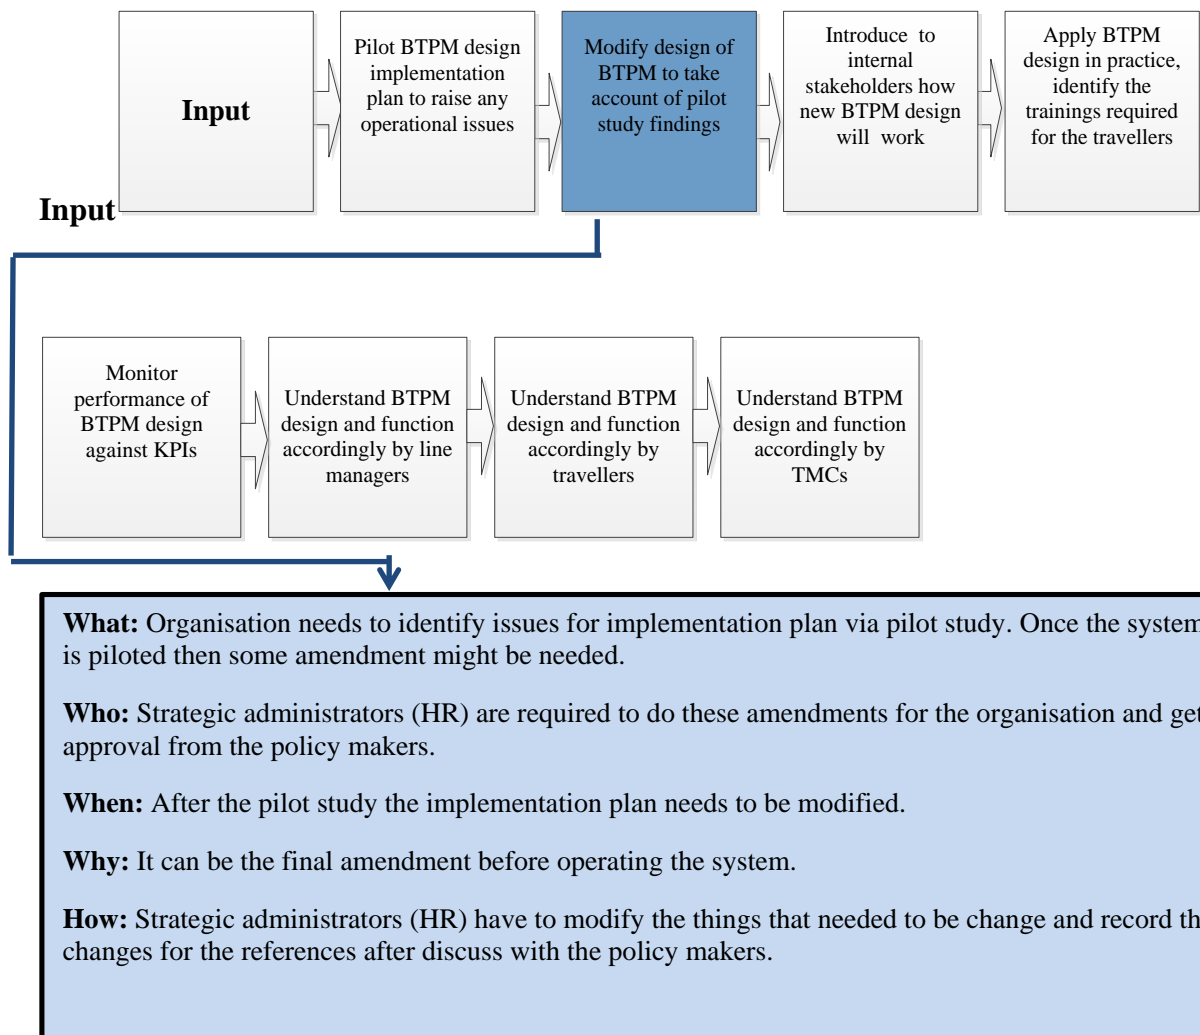 Input
Pilot BTPM design
implementation
plan to raise any
operational issues
Modify design of
BTPM to take
account of pilot
study findings
Introduce to
internal
stakeholders how
new BTPM design
will work
Apply BTPM
design in practice,
identify the
trainings required
for the travellers
Input
Monitor
performance of
BTPM design
against KPIs
Understand BTPM
design and function
accordingly by line
managers
Understand BTPM
design and function
accordingly by
travellers
Understand BTPM
design and function
accordingly by
TMCs
What: Organisation needs to identify issues for implementation plan via pilot study. Once the system
is piloted then some amendment might be needed.
Who: Strategic administrators (HR) are required to do these amendments for the organisation and get
approval from the policy makers.
When: After the pilot study the implementation plan needs to be modified.
Why: It can be the final amendment before operating the system.
How: Strategic administrators (HR) have to modify the things that needed to be change and record th
changes for the references after discuss with the policy makers.